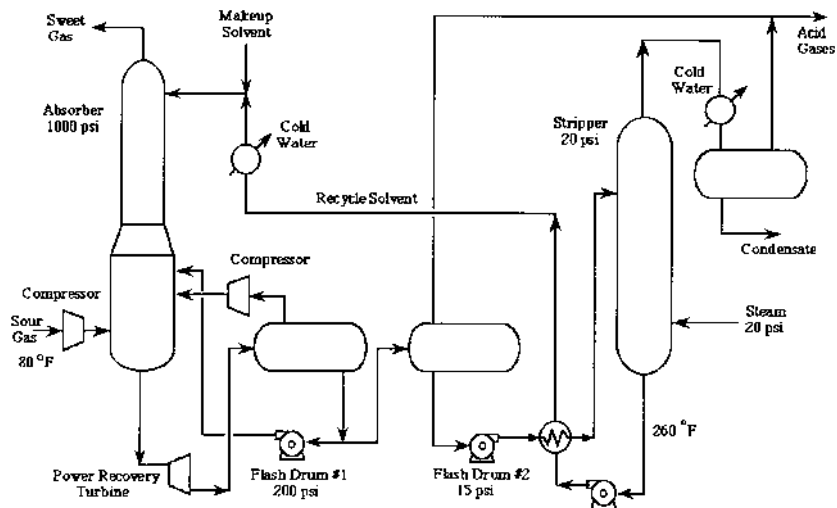 Sweet
Gas
Makeup
Solvent
Acid
Gases
Absorber
1000 psi
Cold
Water
Stripper
20 psi
Cold
Water
Recycle Solvent
Condensate
Compressor
Compressor
Sour
Gas
80 °F
Steam
20 psi
260 °F
Power Recovery
Turbine
Flash Drum #1
200 psi
Flash Drum #2
15 psi